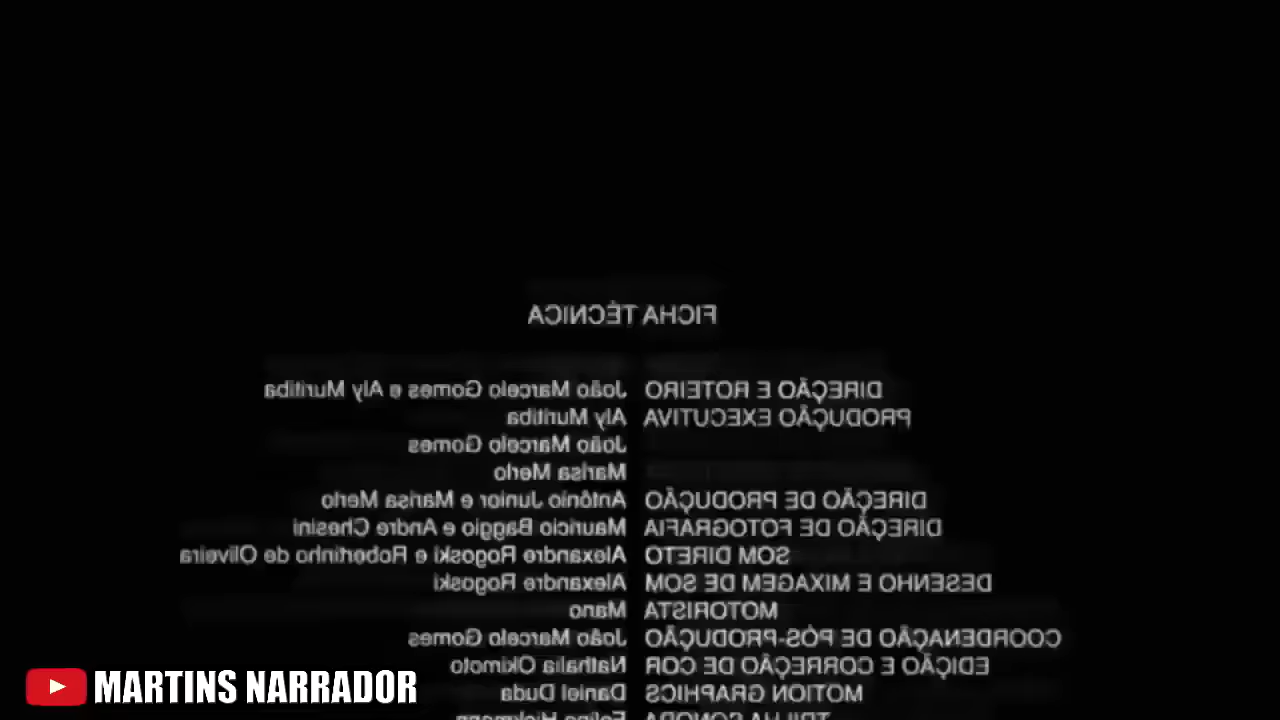 FICHA TÉCNICA
DIREÇÃO E ROTEIRO João Marcelo Gomes e Aly Muritiba
PRODUÇÃO EXECUTIVA Aly Muritiba
João Marcelo Gomes
Marisa Merlo
DIREÇÃO DE PRODUÇÃO Antônio Junior e Marisa Merlo
DIREÇÃO DE FOTOGRAFIA Mauricio Baggio e Andre Chesini
SOM DIRETO Alexandre Rogoski e Robertinho de Oliveira
DESENHO E MIXAGEM DE SOM Alexandre Rogoski
MOTORISTA Mano
COORDENAÇÃO DE PÓS-PRODUÇÃO João Marcelo Gomes
EDIÇÃO E CORREÇÃO DE COR Nathalia Okimoto
MOTION GRAPHICS Daniel Duda
TRILHA SONORA
MARTINS NARRADOR